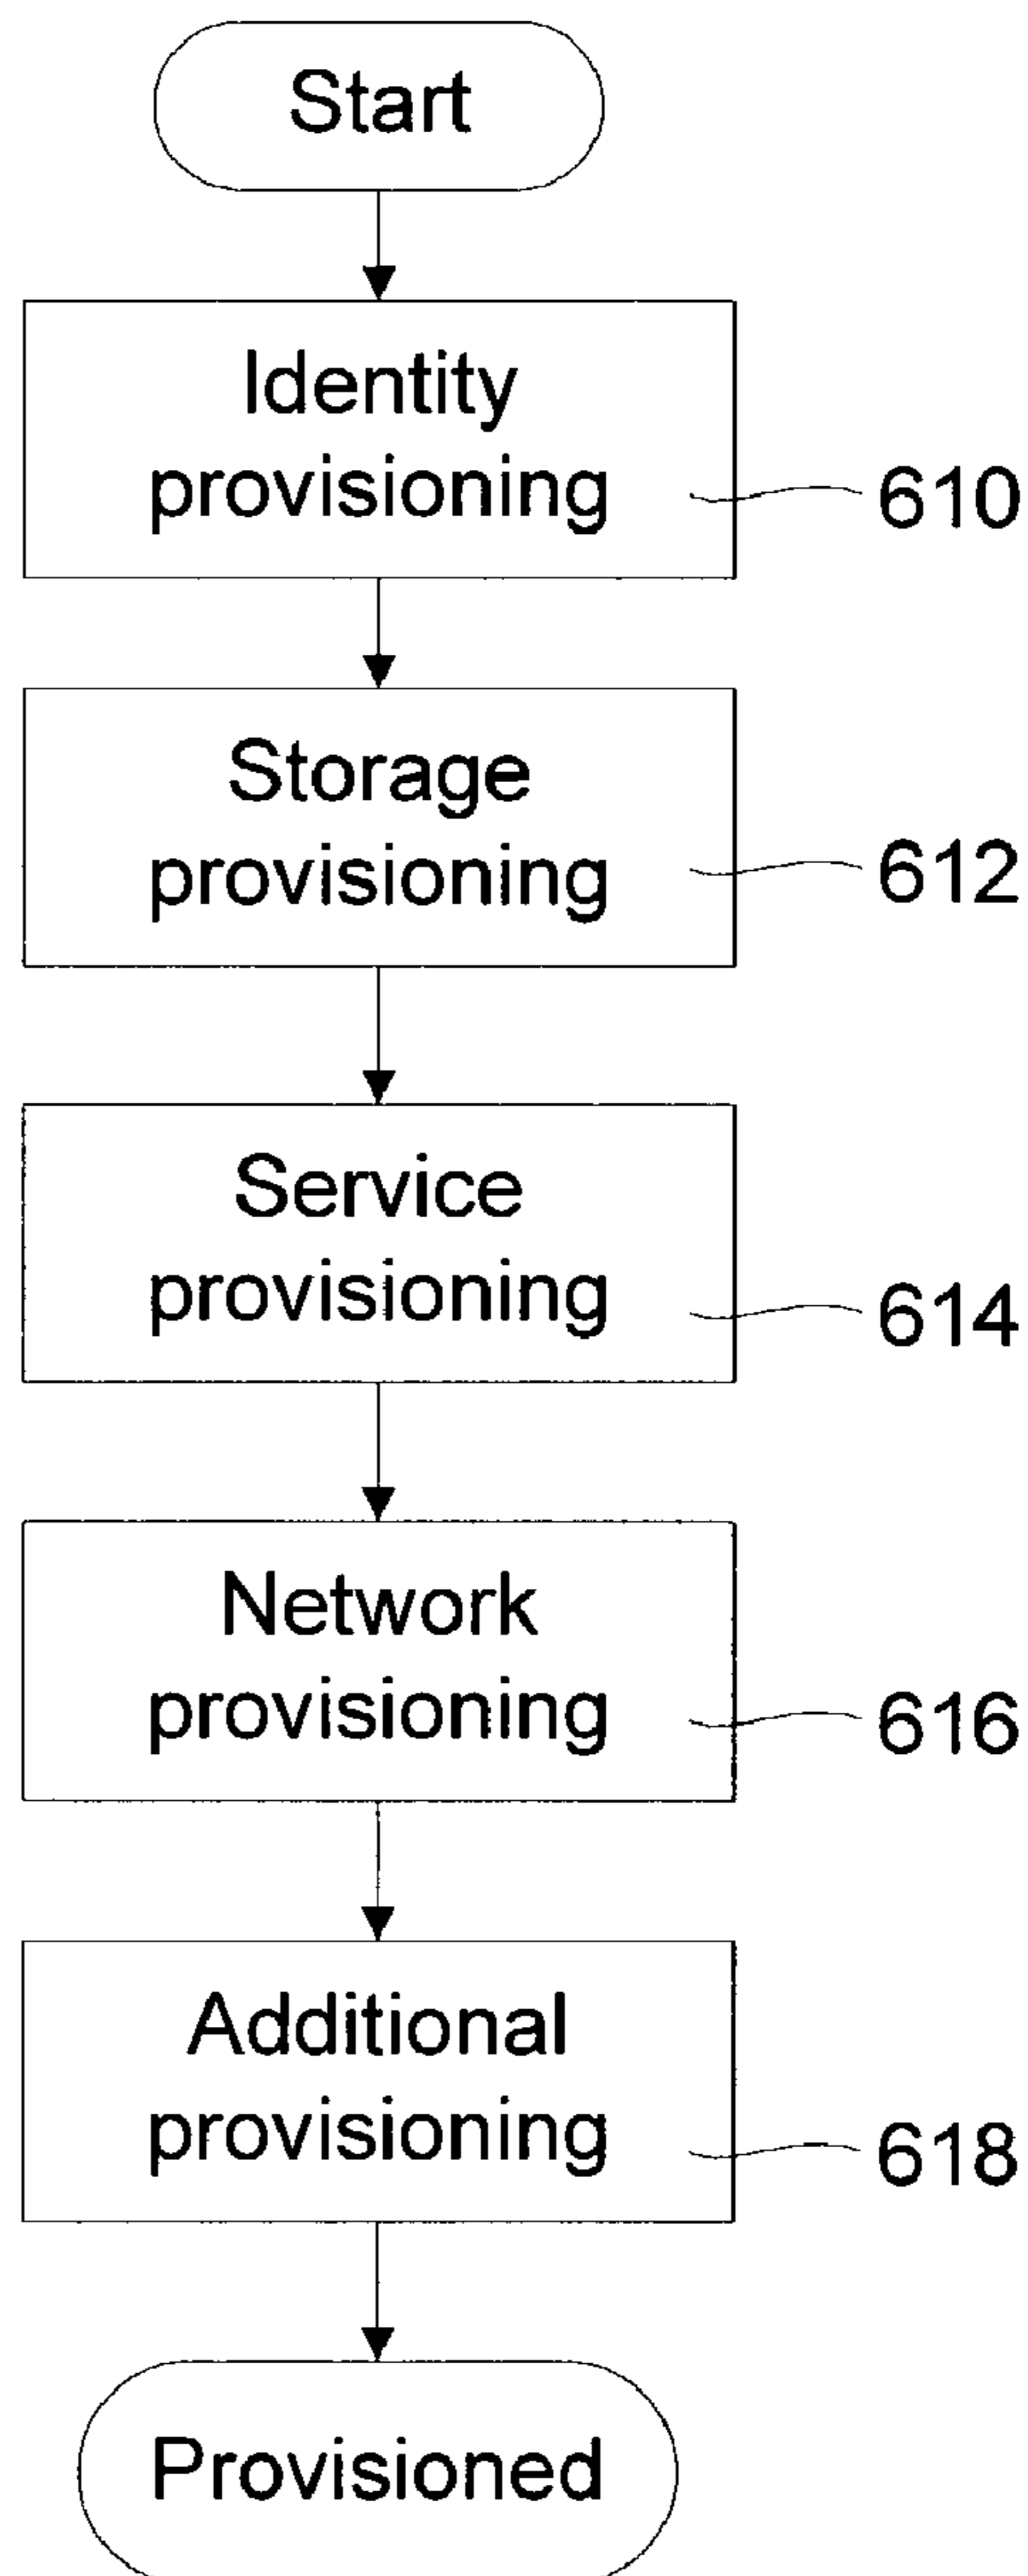 Start
Identity
provisioning
610
Storage
provisioning
612
Service
provisioning
614
Network
provisioning
616
Additional
provisioning
618
Provisioned